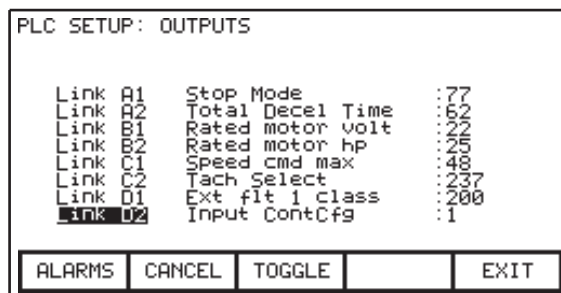 PLC SETUP: OUTPUTS
Link A1 Stop Mode :77
Link A2 Total Decel Time :62
Link B1 Rated motor volt :22
Link B2 Rated motor hp :25
Link C1 Speed cmd max :48
Link C2 Tach Select :237
Link D1 Ext flt 1 class :200
Link D2 Input ContCfg :1
ALARMS CANCEL TOGGLE EXIT